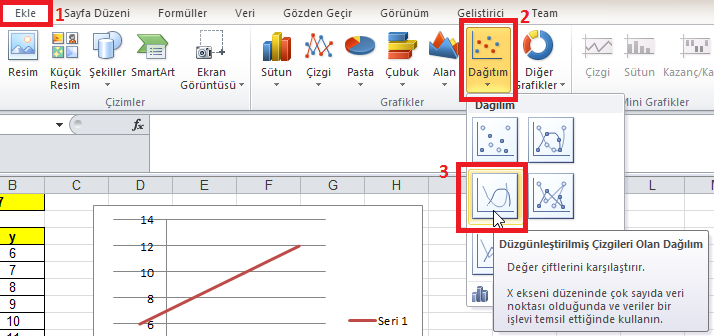 Ekle 1 Sayfa Düzeni Formüller Veri Gözden Geçir Görünüm Geliştirici Team
2
Resim Küçük Resim Şekiller SmartArt Ekran Görüntüsü Sütun Çizgi Pasta Çubuk Alan Dağıtım Diğer Grafikler Çizgi Sütun Kazanç/Ka
Çizimler Grafikler Mini Grafikler
Dağılım
fx
3
B C D E F G H L M
7
y
6
7
8
9
10
11
14
12
10
8
6
Seri 1
Düzgünleştirilmiş Çizgileri Olan Dağılım
Değer çiftlerini karşılaştırır.
X ekseni düzeninde çok sayıda veri
noktası olduğunda ve veriler bir
işlevi temsil ettiğinde kullanın.